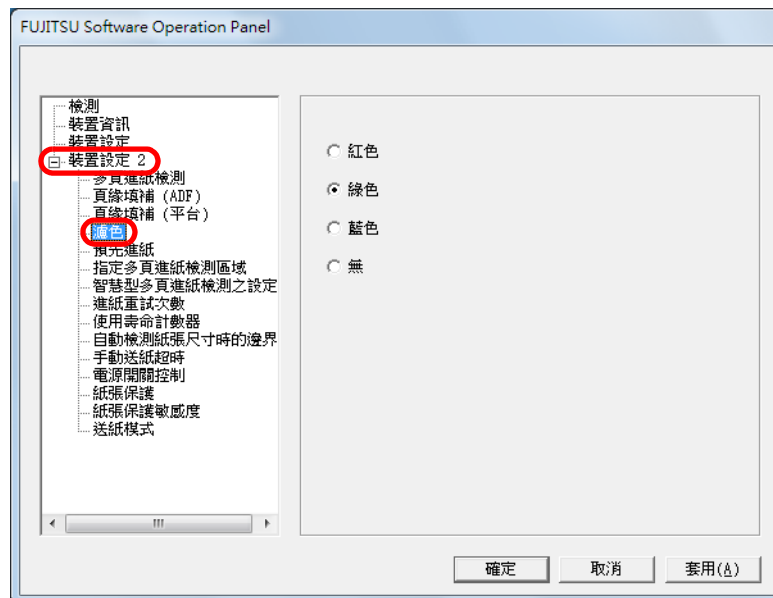 FUJITSU Software Operation Panel
檢測
裝置資訊
裝置設定
裝置設定 2
多頁進紙檢測
頁緣填補 (ADF)
頁緣填補 (平台)
濾色
預先進紙
指定多頁進紙檢測區域
智慧型多頁進紙檢測之設定
進紙重試次數
使用壽命計數器
自動檢測紙張尺寸時的邊界
手動送紙超時
電源開關控制
紙張保護
紙張保護敏感度
送紙模式
紅色
綠色
藍色
無
確定
取消
套用(A)